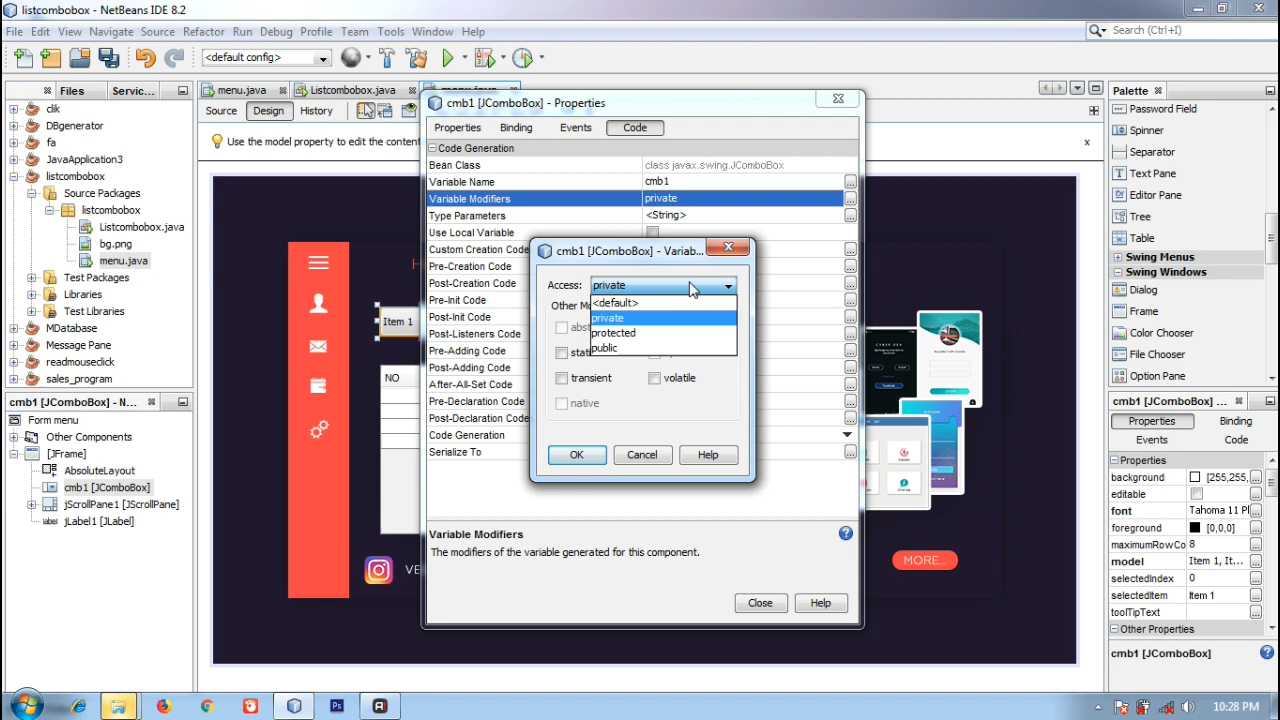 listcombobox - NetBeans IDE 8.2
File Edit View Navigate Source Refactor Run Debug Profile Team Tools Window Help
Search (Ctrl+I)
<default config>
Files Servic...
clik
DBgenerator
fa
JavaApplication3
listcombobox
Source Packages
listcombobox
Listcombobox.java
bg.png
menu.java
Test Packages
Libraries
Test Libraries
MDatabase
Message Pane
readmouseclick
sales_program
cmb1 [JComboBox] - N...
Form menu
Other Components
[JFrame]
AbsoluteLayout
cmb1 [JComboBox]
jScrollPane1 [JScrollPane]
jLabel1 [JLabel]
menu.java Listcombobox.java menu.java
Source Design History
Use the model property to edit the conten
x
Item 1
NO
VE
MORE...
cmb1 [JComboBox] - Properties
Properties Binding Events Code
Code Generation
Bean Class class javax.swing.JComboBox
Variable Name cmb1
Variable Modifiers private
Type Parameters <String>
Use Local Variable
Custom Creation Code
Pre-Creation Code
Post-Creation Code
Pre-Init Code
Post-Init Code
Post-Listeners Code
Pre-Adding Code
Post-Adding Code
After-All-Set Code
Pre-Declaration Code
Post-Declaration Code
Code Generation
Serialize To
Variable Modifiers
The modifiers of the variable generated for this component.
Close Help
cmb1 [JComboBox] - Variab...
Access: private
<default>
private
protected
public
Other Mo
abs
stat
transient volatile
native
OK Cancel Help
Palette
Password Field
Spinner
Separator
Text Pane
Editor Pane
Tree
Table
Swing Menus
Swing Windows
Dialog
Frame
Color Chooser
File Chooser
Option Pane
cmb1 [JComboBox] ...
Properties Binding
Events Code
Properties
background [255,255,
editable
font Tahoma 11 Pl
foreground [0,0,0]
maximumRowCo 8
model Item 1, It...
selectedIndex 0
selectedItem Item 1
toolTipText
Other Properties
cmb1 [JComboBox]
10:28 PM